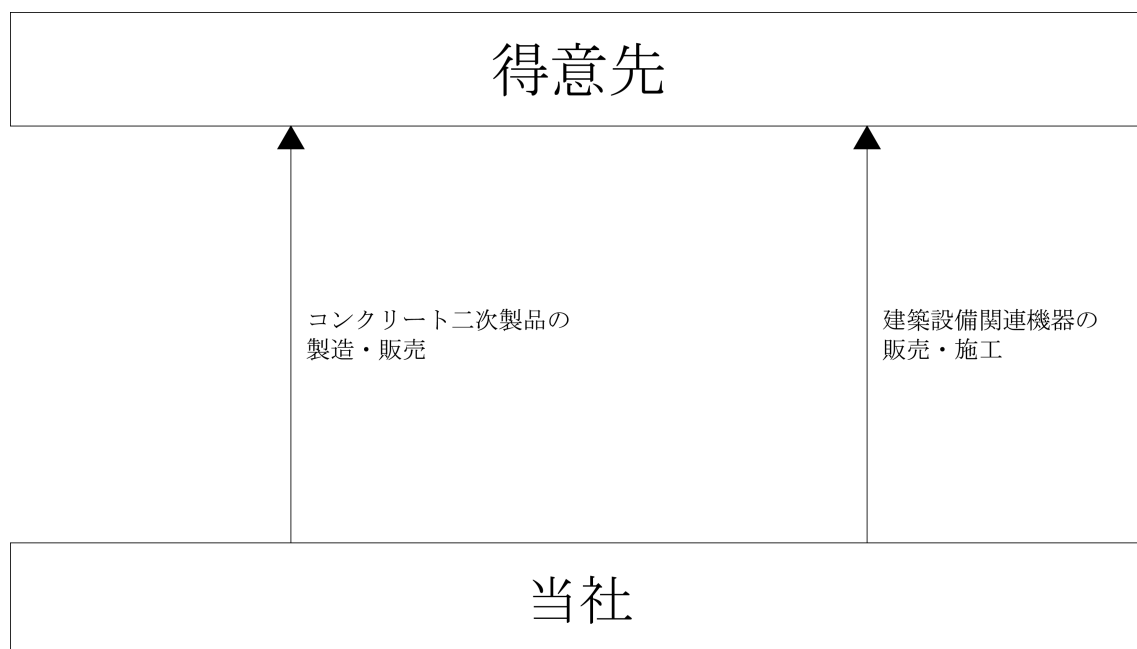 得意先
コンクリート二次製品の
製造・販売
建築設備関連機器の
販売・施工
当社